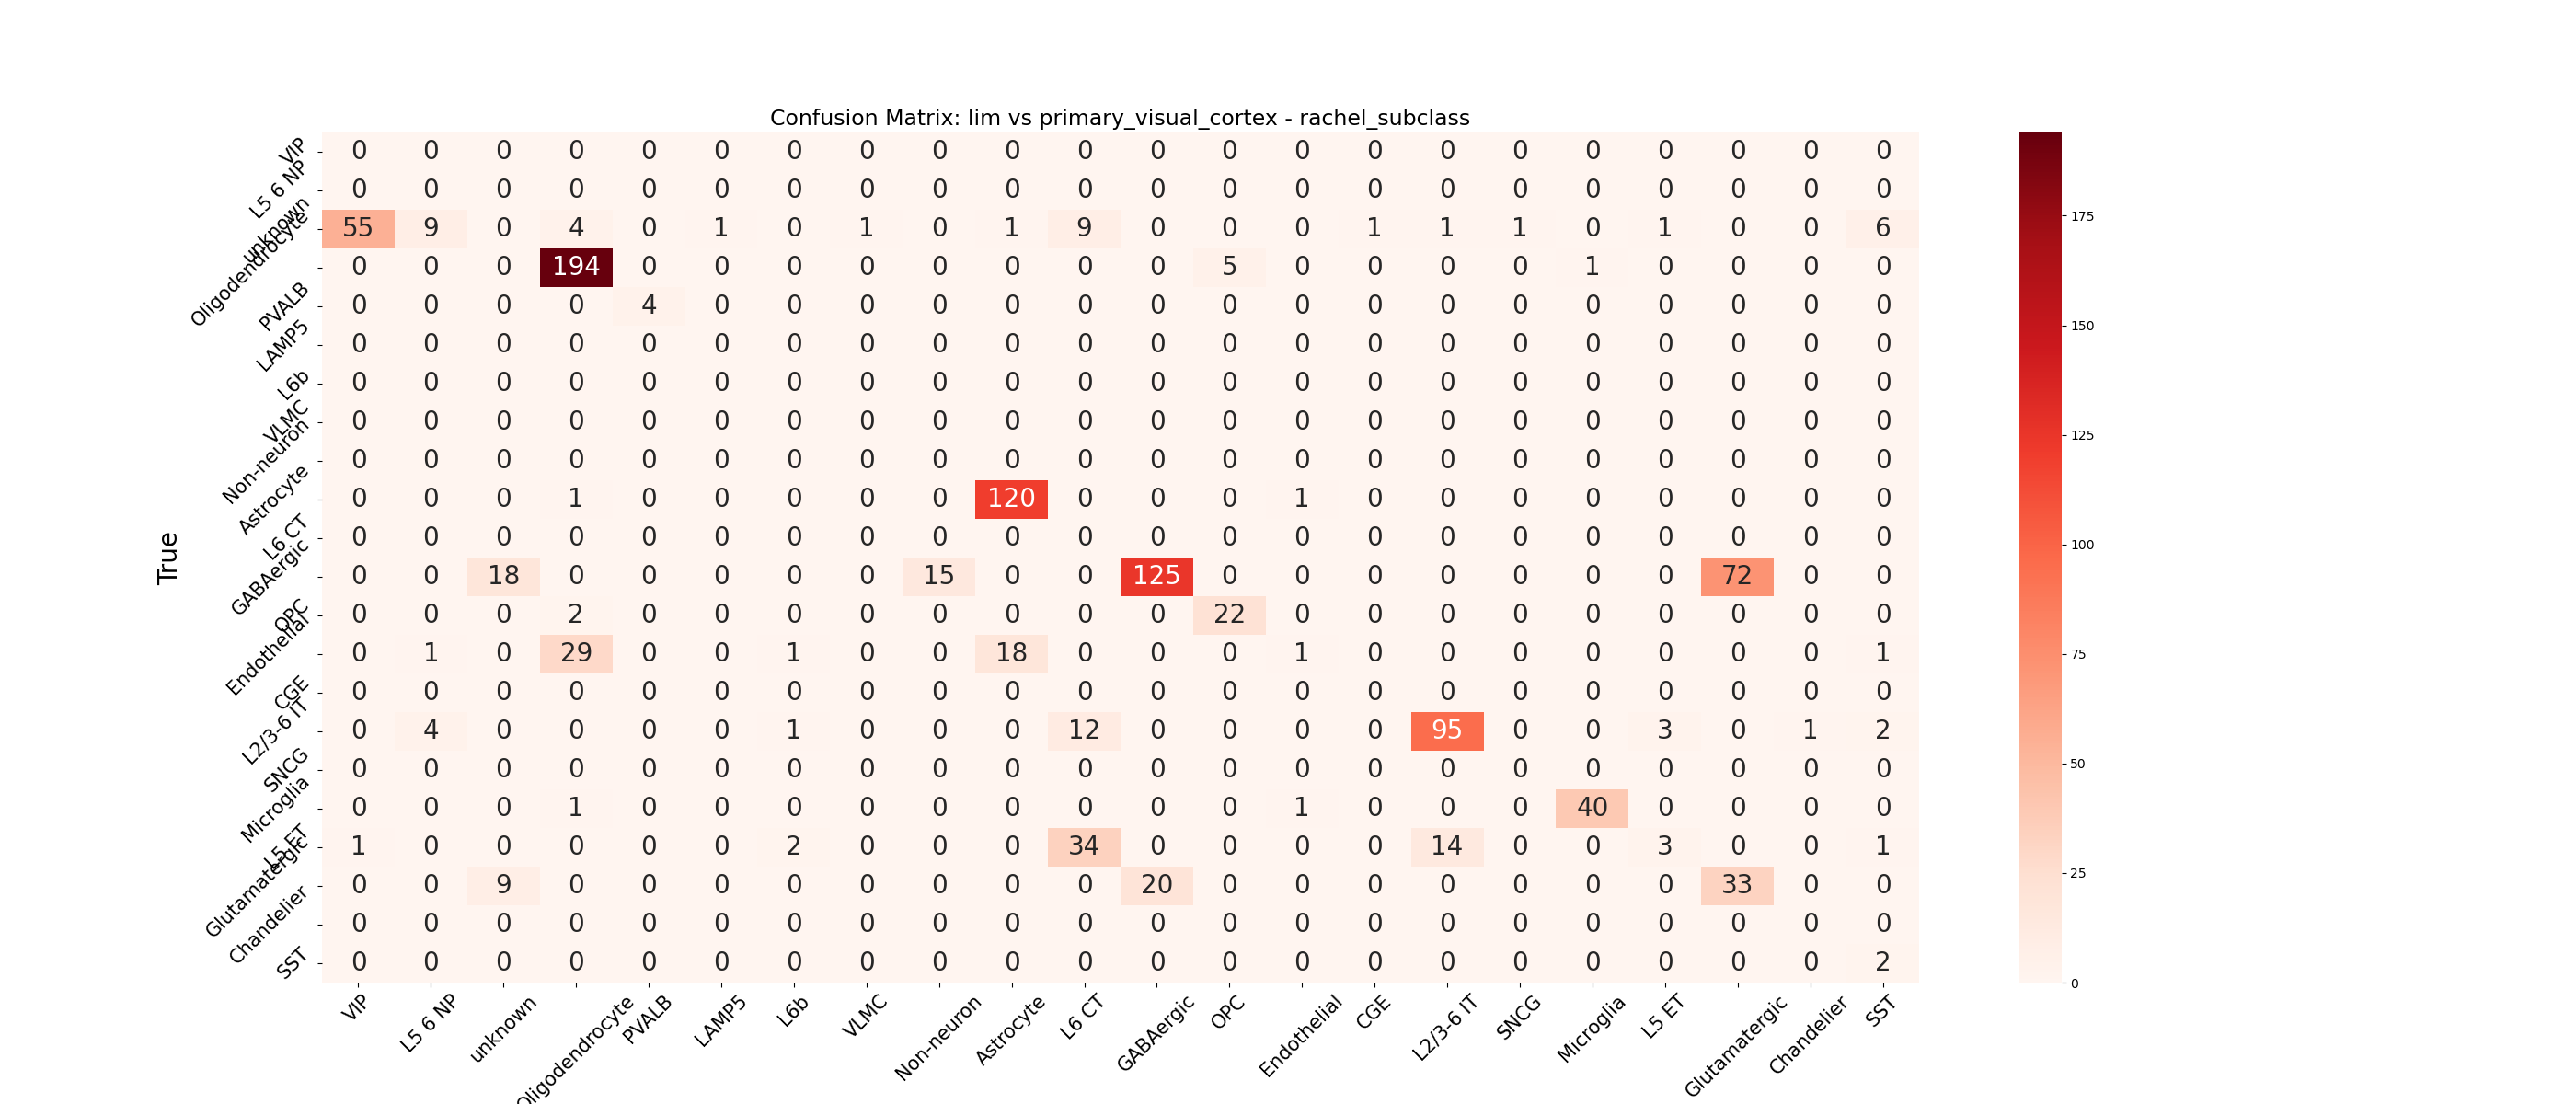 Confusion Matrix: lim vs primary_visual_cortex - rachel_subclass
VIP 0 0 0 0 0 0 0 0 0 0 0 0 0 0 0 0 0 0 0 0 0 0
L5 6 NP 0 0 0 0 0 0 0 0 0 0 0 0 0 0 0 0 0 0 0 0 0 0
unknown 55 9 0 4 0 1 0 1 0 1 9 0 0 0 1 1 1 0 1 0 0 6
Oligodendrocyte 0 0 0 194 0 0 0 0 0 0 0 0 5 0 0 0 0 1 0 0 0 0
PVALB 0 0 0 0 4 0 0 0 0 0 0 0 0 0 0 0 0 0 0 0 0 0
LAMP5 0 0 0 0 0 0 0 0 0 0 0 0 0 0 0 0 0 0 0 0 0 0
L6b 0 0 0 0 0 0 0 0 0 0 0 0 0 0 0 0 0 0 0 0 0 0
VLMC 0 0 0 0 0 0 0 0 0 0 0 0 0 0 0 0 0 0 0 0 0 0
Non-neuron 0 0 0 0 0 0 0 0 0 0 0 0 0 0 0 0 0 0 0 0 0 0
Astrocyte 0 0 0 1 0 0 0 0 0 120 0 0 0 1 0 0 0 0 0 0 0 0
L6 CT 0 0 0 0 0 0 0 0 0 0 0 0 0 0 0 0 0 0 0 0 0 0
GABAergic 0 0 18 0 0 0 0 0 15 0 0 125 0 0 0 0 0 0 0 72 0 0
OPC 0 0 0 2 0 0 0 0 0 0 0 0 22 0 0 0 0 0 0 0 0 0
Endothelial 0 1 0 29 0 0 1 0 0 18 0 0 0 1 0 0 0 0 0 0 0 1
CGE 0 0 0 0 0 0 0 0 0 0 0 0 0 0 0 0 0 0 0 0 0 0
L2/3-6 IT 0 4 0 0 0 0 1 0 0 0 12 0 0 0 0 95 0 0 3 0 1 2
SNCG 0 0 0 0 0 0 0 0 0 0 0 0 0 0 0 0 0 0 0 0 0 0
Microglia 0 0 0 1 0 0 0 0 0 0 0 0 0 1 0 0 0 40 0 0 0 0
L5 ET 1 0 0 0 0 0 2 0 0 0 34 0 0 0 0 14 0 0 3 0 0 1
Glutamatergic 0 0 9 0 0 0 0 0 0 0 0 20 0 0 0 0 0 0 0 33 0 0
Chandelier 0 0 0 0 0 0 0 0 0 0 0 0 0 0 0 0 0 0 0 0 0 0
SST 0 0 0 0 0 0 0 0 0 0 0 0 0 0 0 0 0 0 0 0 0 2
True
VIP L5 6 NP unknown Oligodendrocyte PVALB LAMP5 L6b VLMC Non-neuron Astrocyte L6 CT GABAergic OPC Endothelial CGE L2/3-6 IT SNCG Microglia L5 ET Glutamatergic Chandelier SST
175
150
125
100
75
50
25
0